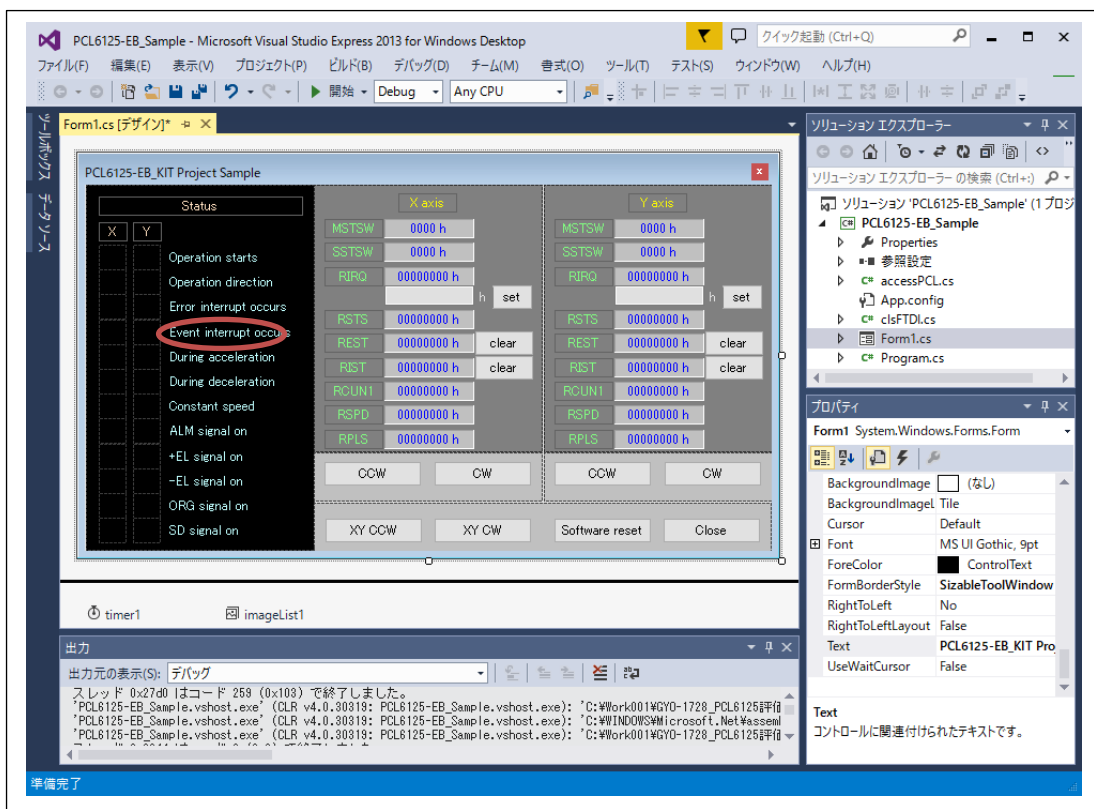 PCL6125-EB_Sample - Microsoft Visual Studio Express 2013 for Windows Desktop
クイック起動 (Ctrl+Q)
ファイル(F) 編集(E) 表示(V) プロジェクト(P) ビルド(B) デバッグ(D) チーム(M) 書式(O) ツール(T) テスト(S) ウィンドウ(W) ヘルプ(H)
開始 Debug Any CPU
ツールボックス
データ ソース
Form1.cs [デザイン]*
PCL6125-EB_KIT Project Sample
Status
X Y
Operation starts
Operation direction
Error interrupt occurs
Event interrupt occurs
During acceleration
During deceleration
Constant speed
ALM signal on
+EL signal on
-EL signal on
ORG signal on
SD signal on
X axis
MSTSW 0000 h
SSTSW 0000 h
RIRQ 00000000 h
h set
RSTS 00000000 h
REST 00000000 h clear
RIST 00000000 h clear
RCUN1 00000000 h
RSPD 00000000 h
RPLS 00000000 h
CCW CW
Y axis
MSTSW 0000 h
SSTSW 0000 h
RIRQ 00000000 h
h set
RSTS 00000000 h
REST 00000000 h clear
RIST 00000000 h clear
RCUN1 00000000 h
RSPD 00000000 h
RPLS 00000000 h
CCW CW
XY CCW XY CW Software reset Close
timer1 imageList1
出力
出力元の表示(S): デバッグ
スレッド 0x27d0 はコード 259 (0x103) で終了しました。
'PCL6125-EB_Sample.vshost.exe' (CLR v4.0.30319: PCL6125-EB_Sample.vshost.exe): 'C:¥Work001¥GYO-1728_PCL6125評価
'PCL6125-EB_Sample.vshost.exe' (CLR v4.0.30319: PCL6125-EB_Sample.vshost.exe): 'C:¥WINDOWS¥Microsoft.Net¥assembl
'PCL6125-EB_Sample.vshost.exe' (CLR v4.0.30319: PCL6125-EB_Sample.vshost.exe): 'C:¥Work001¥GYO-1728_PCL6125評価
ソリューション エクスプローラー
ソリューション エクスプローラー の検索 (Ctrl+:)
ソリューション 'PCL6125-EB_Sample' (1 プロジ
PCL6125-EB_Sample
Properties
参照設定
accessPCL.cs
App.config
clsFTDI.cs
Form1.cs
Program.cs
プロパティ
Form1 System.Windows.Forms.Form
BackgroundImage (なし)
BackgroundImageL Tile
Cursor Default
Font MS UI Gothic, 9pt
ForeColor ControlText
FormBorderStyle SizableToolWindow
RightToLeft No
RightToLeftLayout False
Text PCL6125-EB_KIT Pro
UseWaitCursor False
Text
コントロールに関連付けられたテキストです。
準備完了